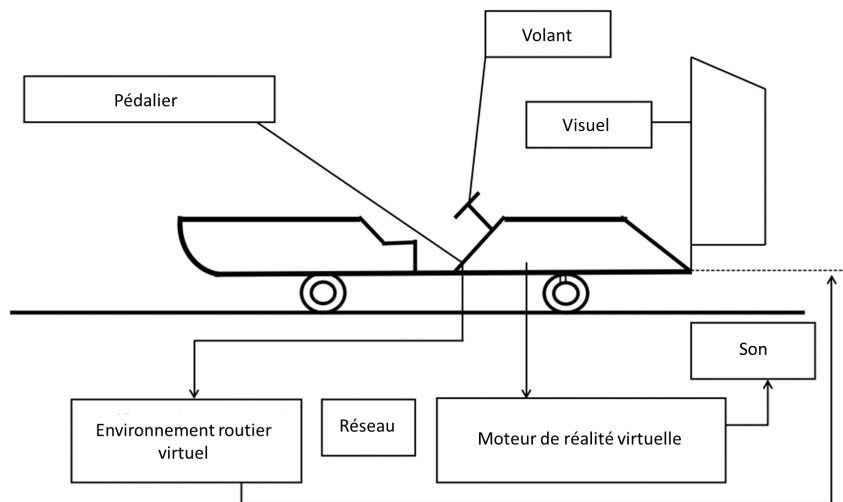 Volant
Pédalier
Visuel
Son
Environnement routier
virtuel
Réseau
Moteur de réalité virtuelle